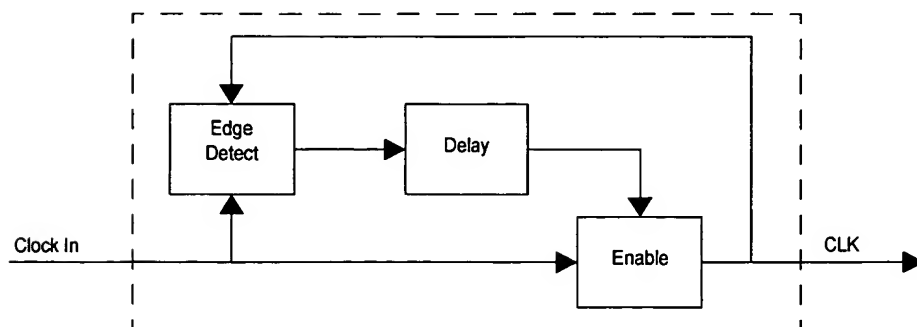 Edge
Detect
Delay
Clock In
Enable
CLK